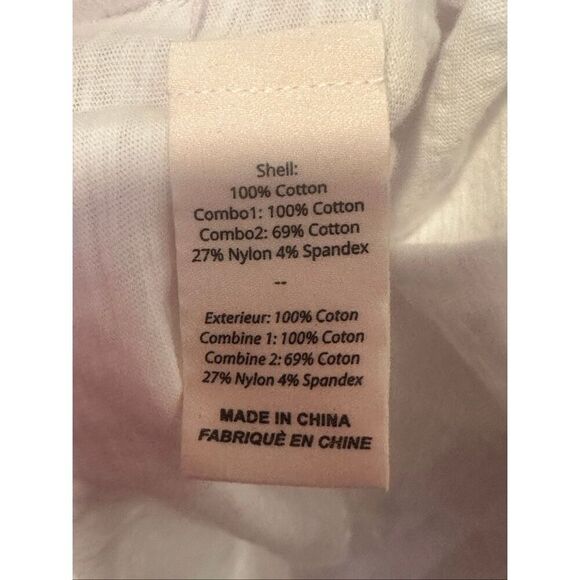 Shell:
100% Cotton
Combo1: 100% Cotton
Combo2: 69% Cotton
27% Nylon 4% Spandex
--
Exterieur: 100% Coton
Combine 1: 100% Coton
Combine 2: 69% Coton
27% Nylon 4% Spandex
MADE IN CHINA
FABRIQUÈ EN CHINE